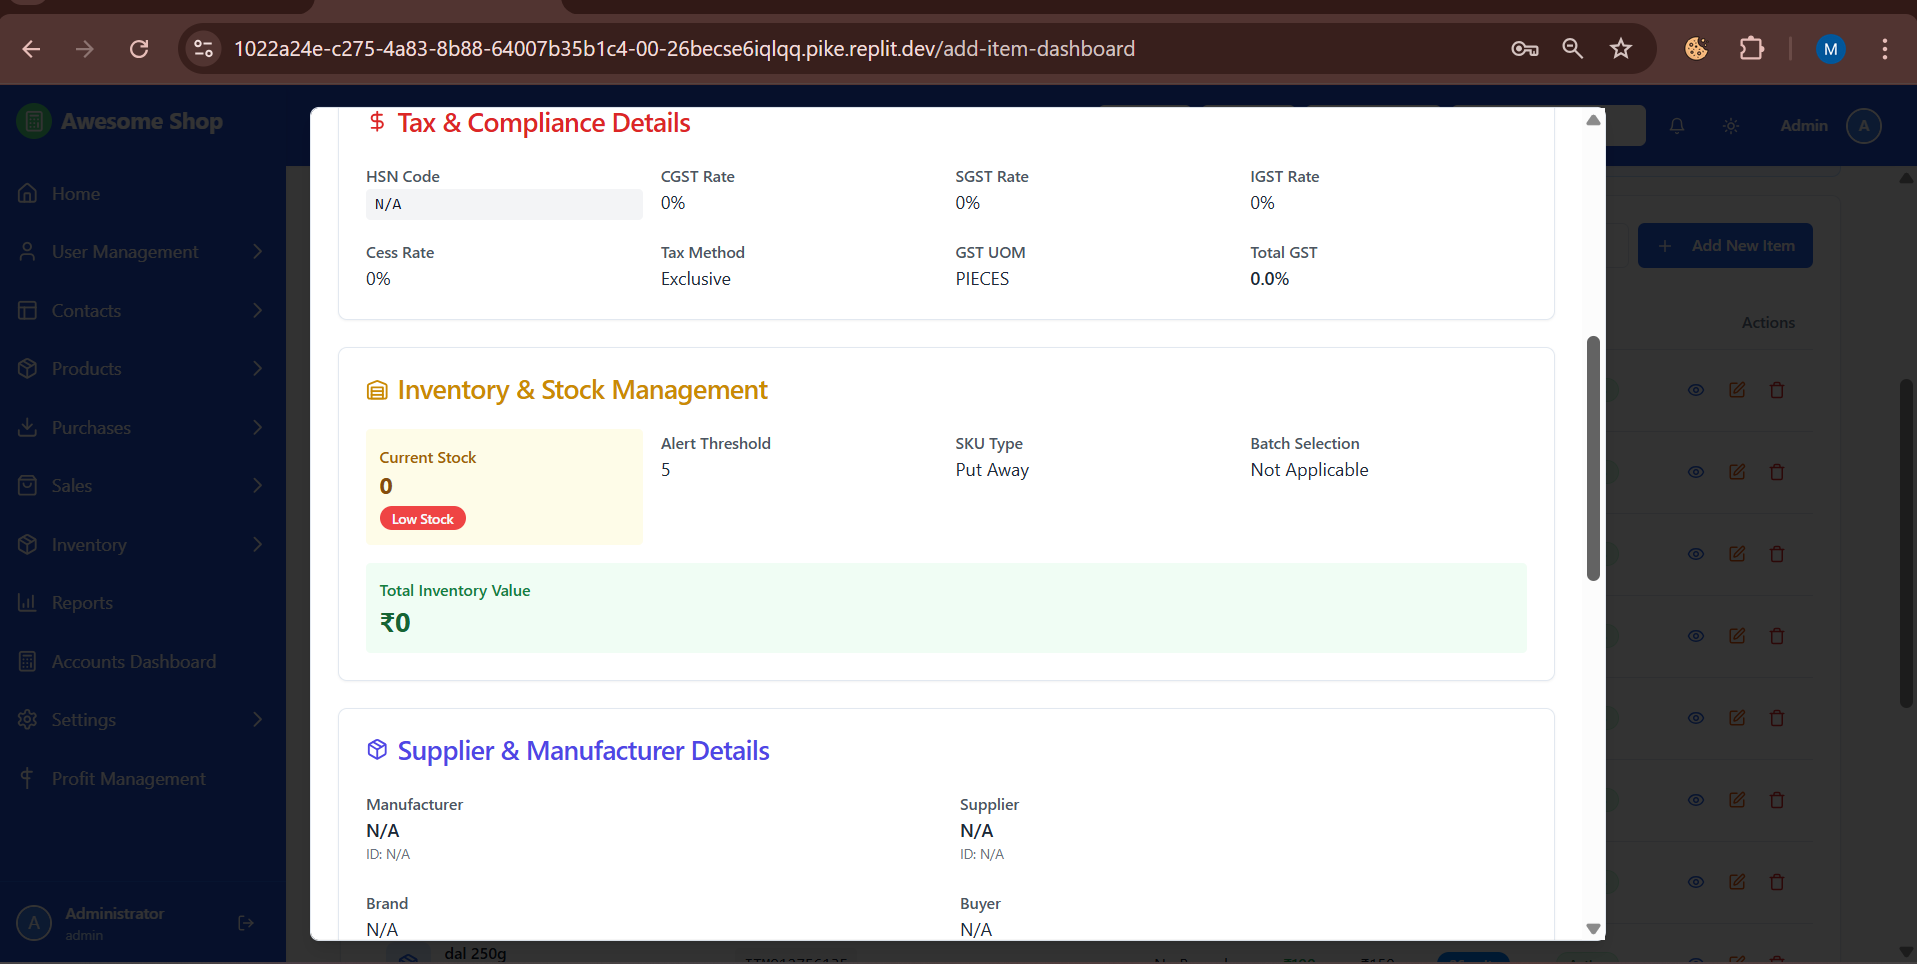 1022a24e-c275-4a83-8b88-64007b35b1c4-00-26becse6iqlqq.pike.replit.dev/add-item-dashboard
M
Awesome Shop
Admin
A
Home
User Management
Contacts
Products
Purchases
Sales
Inventory
Reports
Accounts Dashboard
Settings
Profit Management
A
Administrator
admin
Add New Item
Actions
$ Tax & Compliance Details
HSN Code CGST Rate SGST Rate IGST Rate
N/A 0% 0% 0%
Cess Rate Tax Method GST UOM Total GST
0% Exclusive PIECES 0.0%
Inventory & Stock Management
Current Stock Alert Threshold SKU Type Batch Selection
0 5 Put Away Not Applicable
Low Stock
Total Inventory Value
₹0
Supplier & Manufacturer Details
Manufacturer Supplier
N/A N/A
ID: N/A ID: N/A
Brand Buyer
N/A N/A
dal 250g